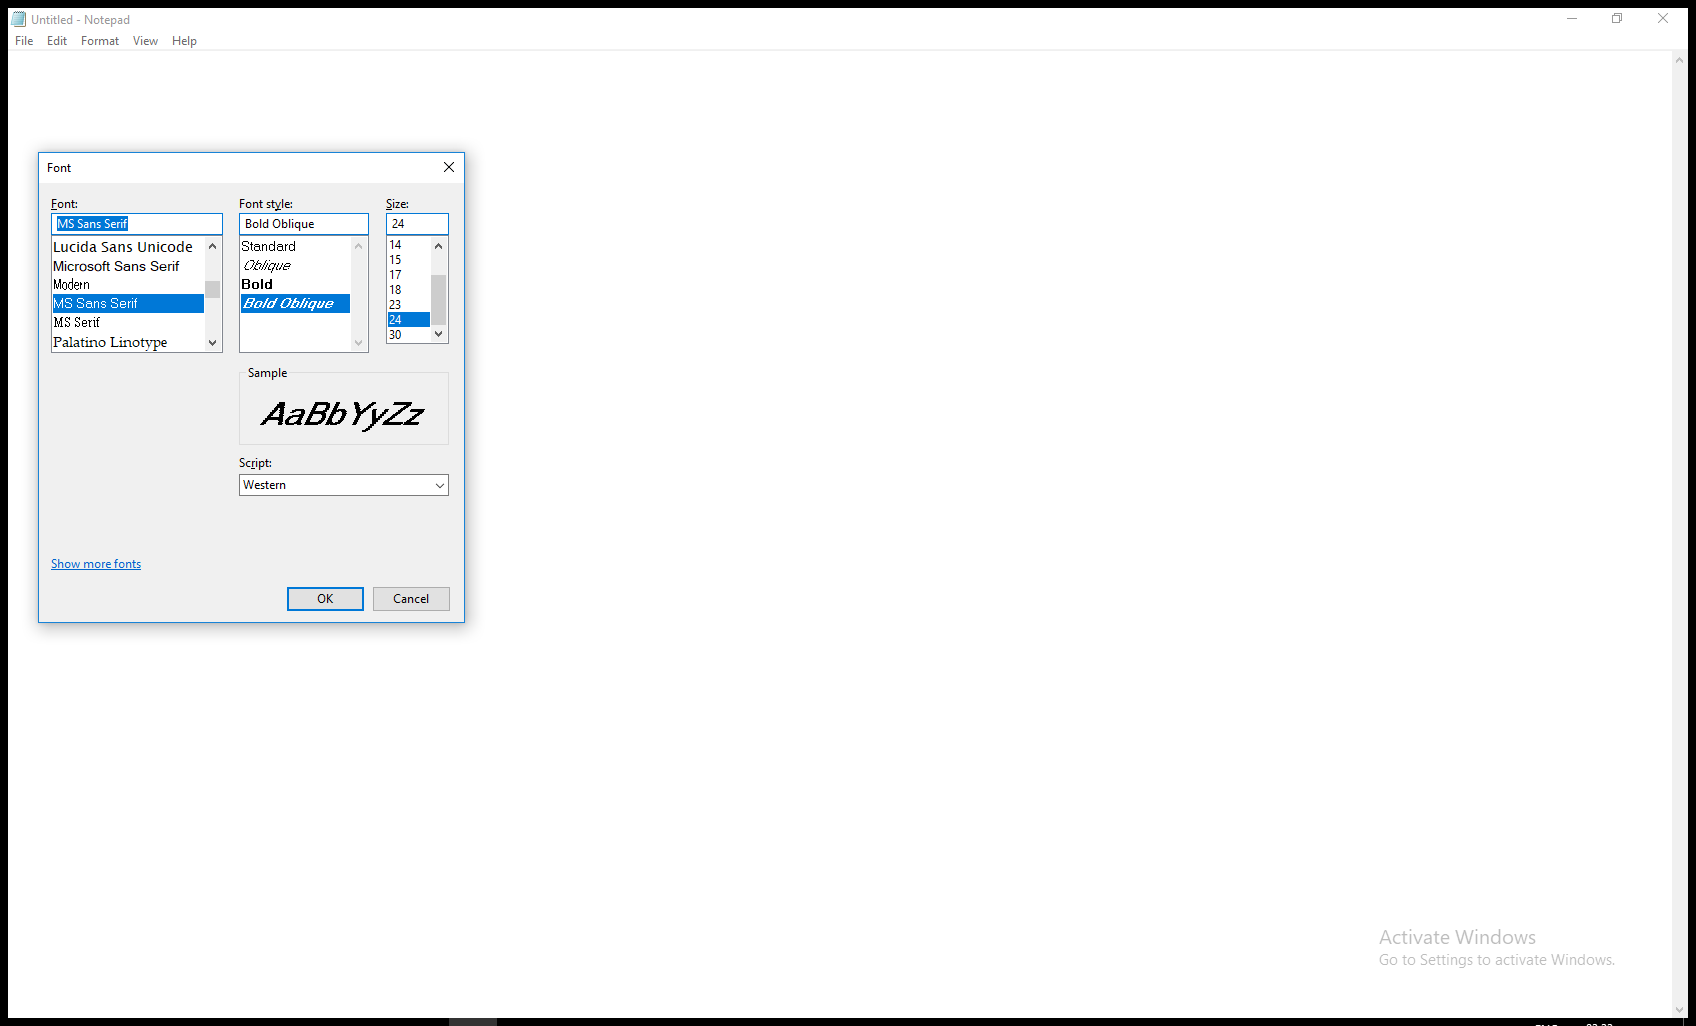 Untitled - Notepad
File Edit Format View Help
Font
Font: Font style: Size:
MS Sans Serif Bold Oblique 24
Lucida Sans Unicode
Microsoft Sans Serif
Modern
MS Sans Serif
MS Serif
Palatino Linotype
Standard
Oblique
Bold
Bold Oblique
14
15
17
18
23
24
30
Sample
AaBbYyZz
Script:
Western
Show more fonts
OK Cancel
Activate Windows
Go to Settings to activate Windows.